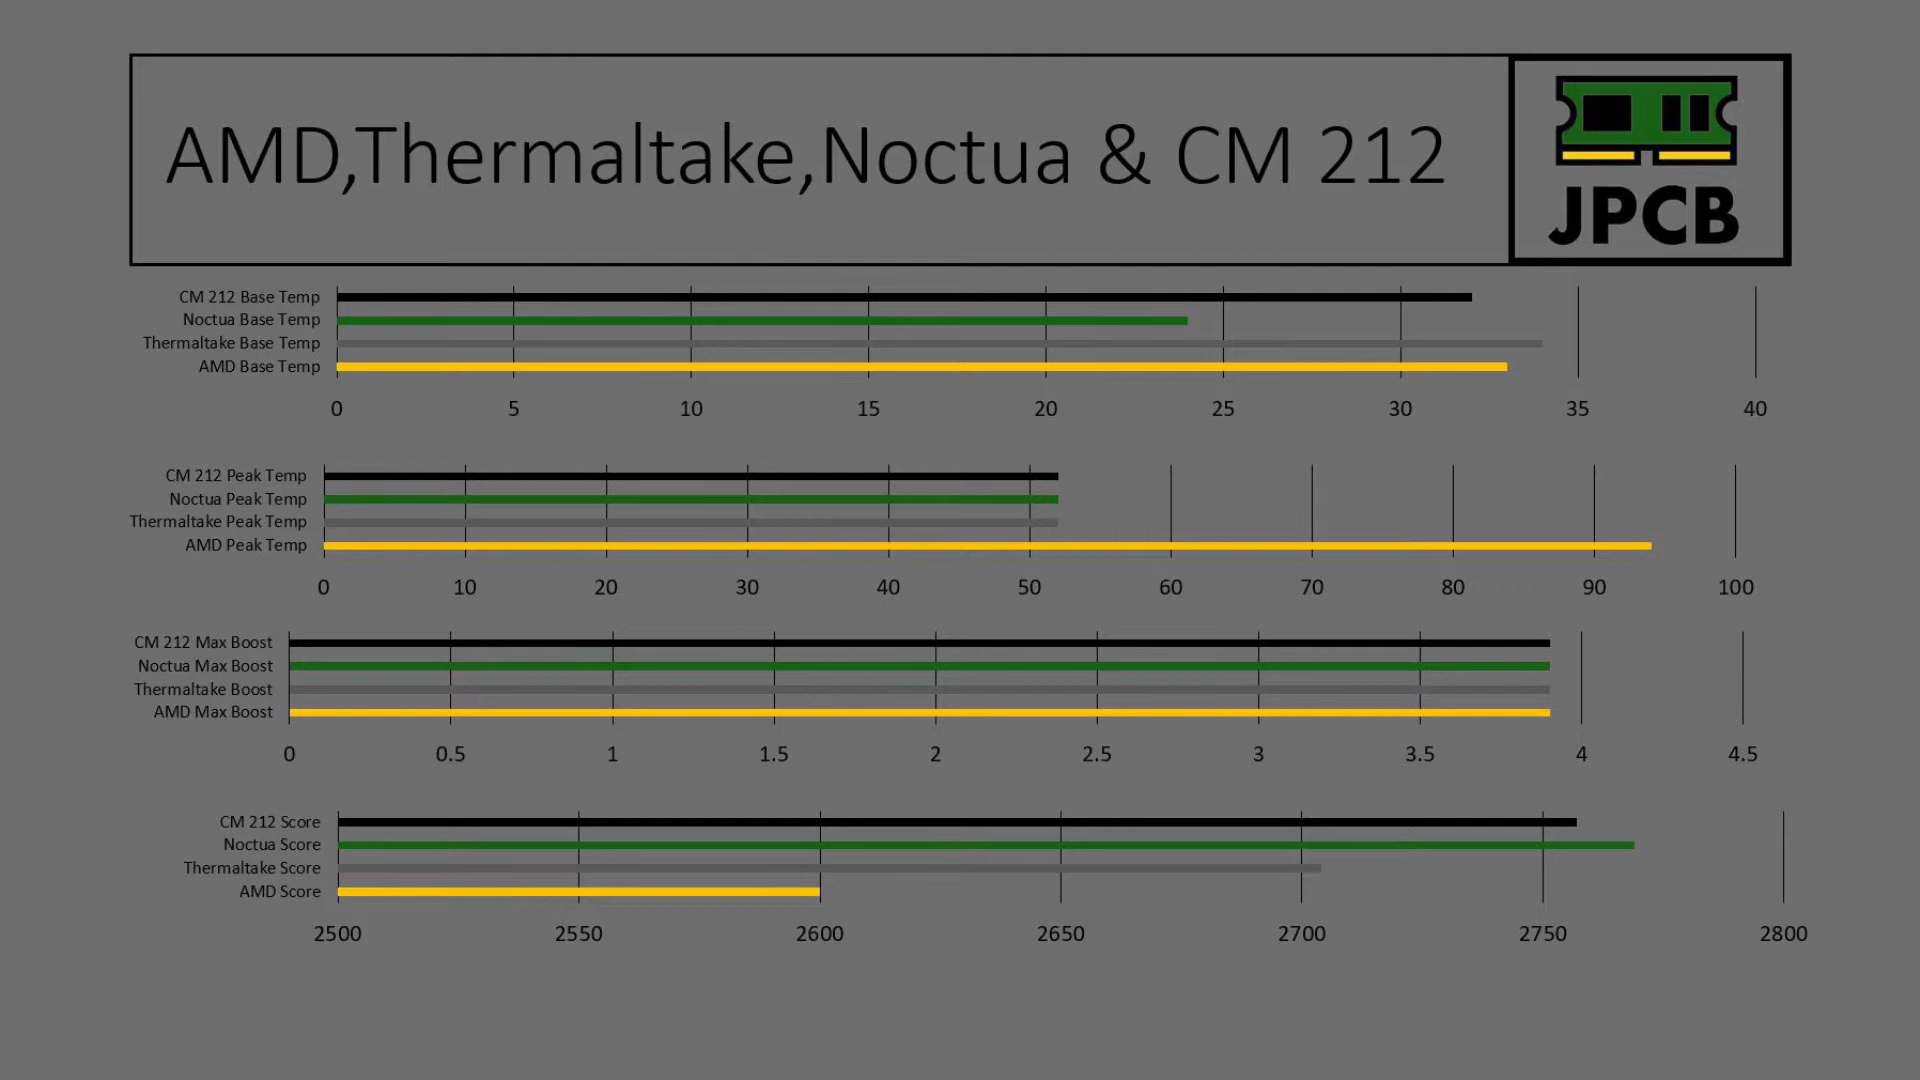 AMD,Thermaltake,Noctua & CM 212
JPCB
CM 212 Base Temp
Noctua Base Temp
Thermaltake Base Temp
AMD Base Temp
0 5 10 15 20 25 30 35 40
CM 212 Peak Temp
Noctua Peak Temp
Thermaltake Peak Temp
AMD Peak Temp
0 10 20 30 40 50 60 70 80 90 100
CM 212 Max Boost
Noctua Max Boost
Thermaltake Boost
AMD Max Boost
0 0.5 1 1.5 2 2.5 3 3.5 4 4.5
CM 212 Score
Noctua Score
Thermaltake Score
AMD Score
2500 2550 2600 2650 2700 2750 2800